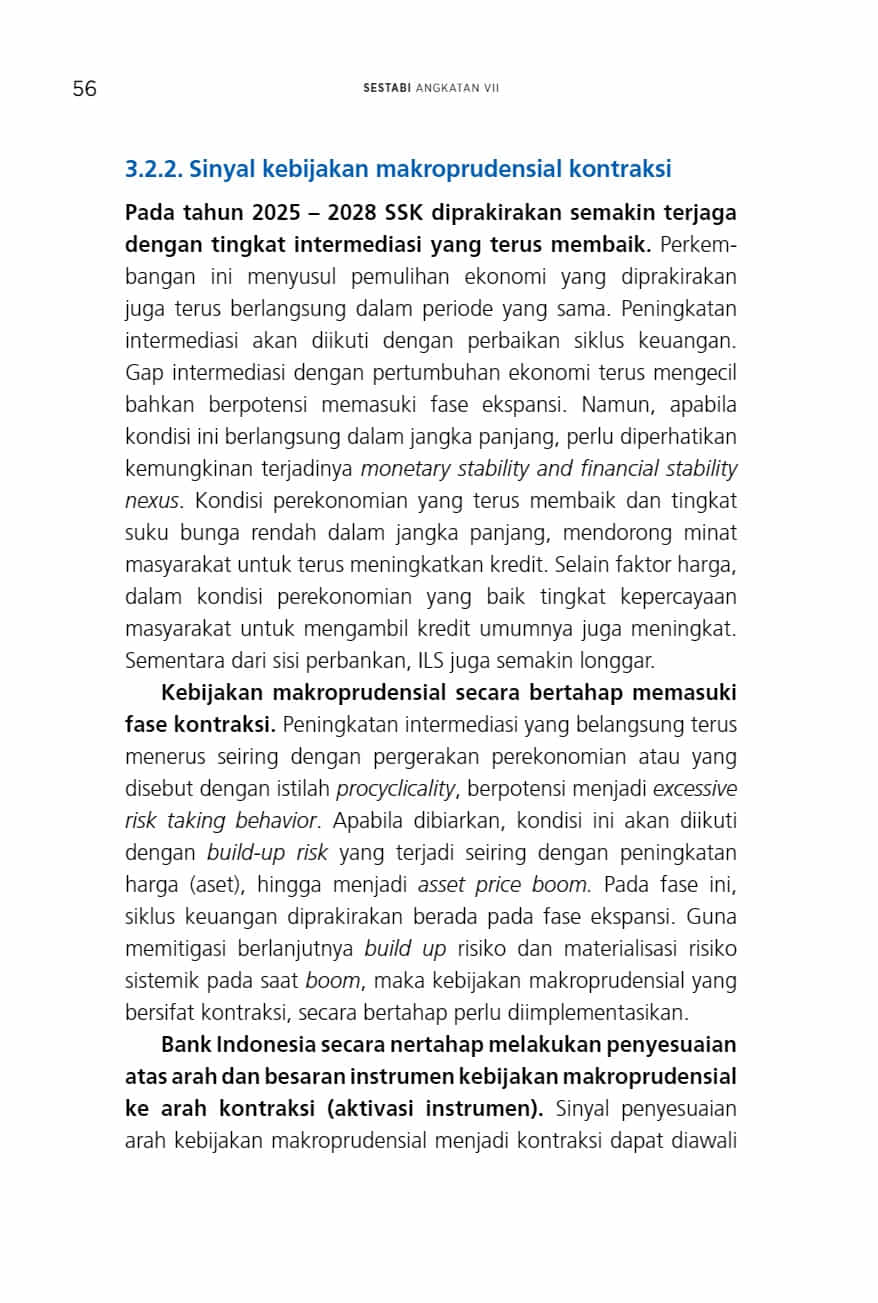 56
SESTABI ANGKATAN VII
3.2.2. Sinyal kebijakan makroprudensial kontraksi
Pada tahun 2025 – 2028 SSK diprakirakan semakin terjaga
dengan tingkat intermediasi yang terus membaik. Perkem-
bangan ini menyusul pemulihan ekonomi yang diprakirakan
juga terus berlangsung dalam periode yang sama. Peningkatan
intermediasi akan diikuti dengan perbaikan siklus keuangan.
Gap intermediasi dengan pertumbuhan ekonomi terus mengecil
bahkan berpotensi memasuki fase ekspansi. Namun, apabila
kondisi ini berlangsung dalam jangka panjang, perlu diperhatikan
kemungkinan terjadinya monetary stability and financial stability
nexus. Kondisi perekonomian yang terus membaik dan tingkat
suku bunga rendah dalam jangka panjang, mendorong minat
masyarakat untuk terus meningkatkan kredit. Selain faktor harga,
dalam kondisi perekonomian yang baik tingkat kepercayaan
masyarakat untuk mengambil kredit umumnya juga meningkat.
Sementara dari sisi perbankan, ILS juga semakin longgar.
Kebijakan makroprudensial secara bertahap memasuki
fase kontraksi. Peningkatan intermediasi yang belangsung terus
menerus seiring dengan pergerakan perekonomian atau yang
disebut dengan istilah procyclicality, berpotensi menjadi excessive
risk taking behavior. Apabila dibiarkan, kondisi ini akan diikuti
dengan build-up risk yang terjadi seiring dengan peningkatan
harga (aset), hingga menjadi asset price boom. Pada fase ini,
siklus keuangan diprakirakan berada pada fase ekspansi. Guna
memitigasi berlanjutnya build up risiko dan materialisasi risiko
sistemik pada saat boom, maka kebijakan makroprudensial yang
bersifat kontraksi, secara bertahap perlu diimplementasikan.
Bank Indonesia secara nertahap melakukan penyesuaian
atas arah dan besaran instrumen kebijakan makroprudensial
ke arah kontraksi (aktivasi instrumen). Sinyal penyesuaian
arah kebijakan makroprudensial menjadi kontraksi dapat diawali